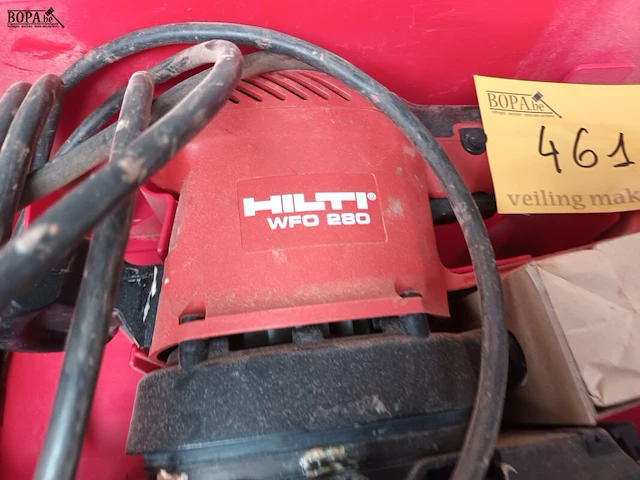 BOPA.be
BOPA.be
461
veiling mak
HILTI®
WFO 280